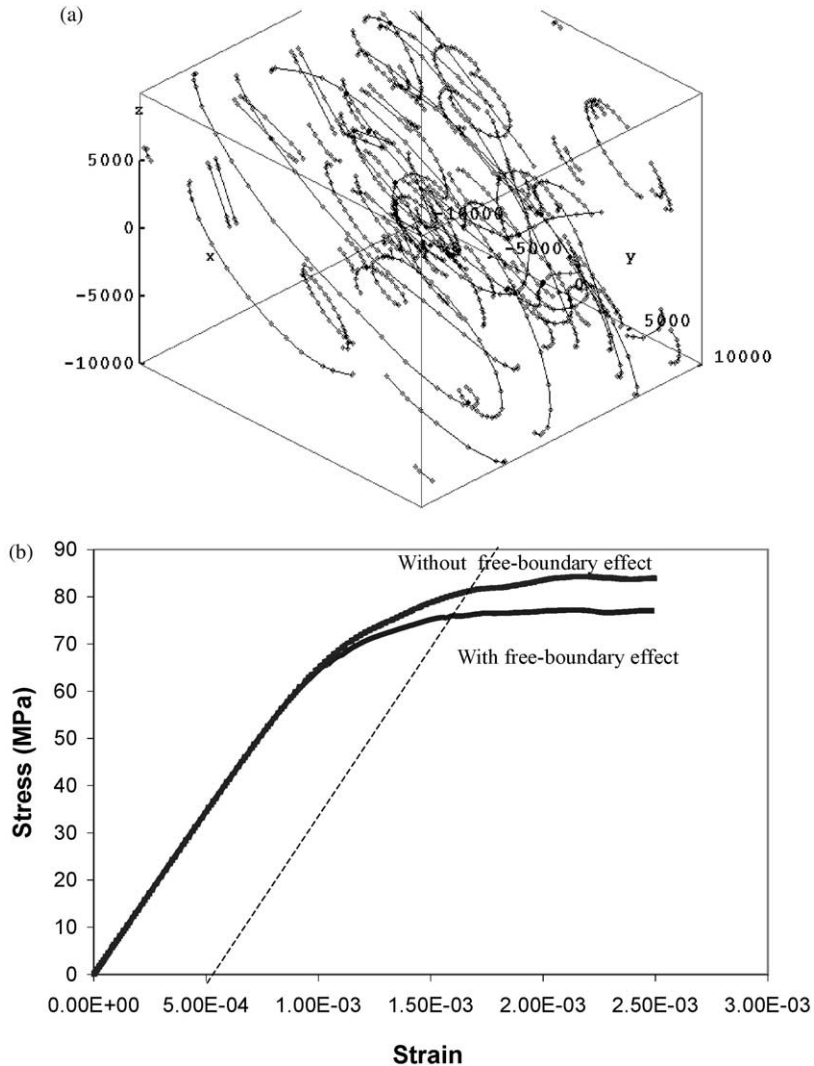 (a)
z
5000
0
-5000
-10000
x
-10000
-5000
0
y
5000
10000
(b)
90
80
70
60
50
40
30
20
10
0
Stress (MPa)
Without free-boundary effect
With free-boundary effect
0.00E+00 5.00E-04 1.00E-03 1.50E-03 2.00E-03 2.50E-03 3.00E-03
Strain